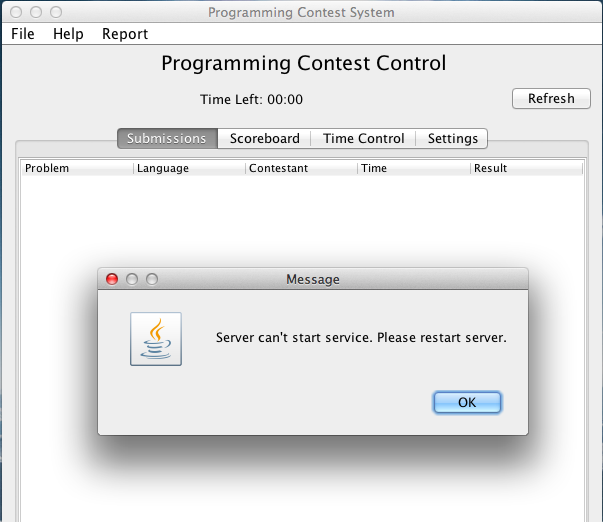 Programming Contest System
File Help Report
Programming Contest Control
Time Left: 00:00
Refresh
Submissions Scoreboard Time Control Settings
Problem Language Contestant Time Result
Message
Server can't start service. Please restart server.
OK